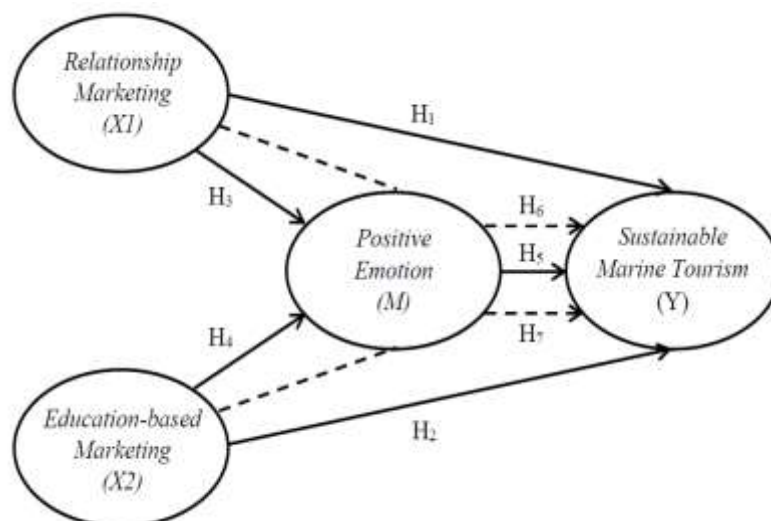 Relationship
Marketing
(X1)
H₁
H₃
H₆
Positive
Emotion
(M)
H₅
Sustainable
Marine Tourism
(Y)
H₇
H₄
Education-based
Marketing
(X2)
H₂